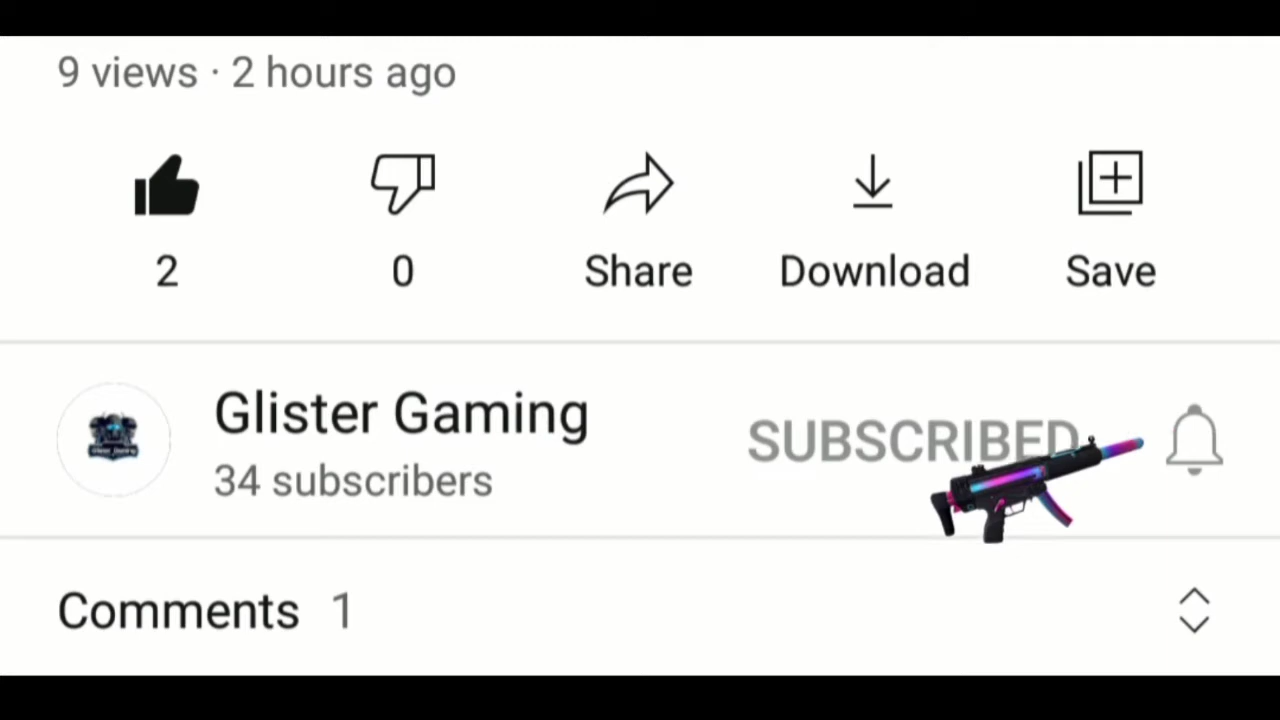 9 views · 2 hours ago
2
0
Share
Download
Save
Glister Gaming
SUBSCRIBED
34 subscribers
Comments 1